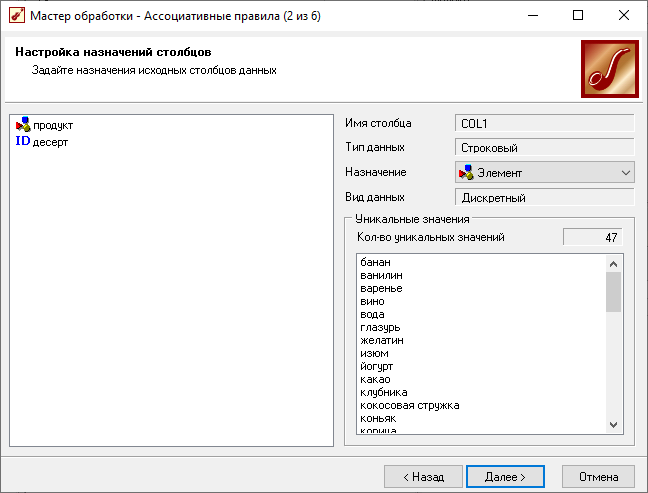 Мастер обработки - Ассоциативные правила (2 из 6)
Настройка назначений столбцов
Задайте назначения исходных столбцов данных
продукт
ID десерт
Имя столбца COL1
Тип данных Строковый
Назначение Элемент
Вид данных Дискретный
Уникальные значения
Кол-во уникальных значений 47
банан
ванилин
варенье
вино
вода
глазурь
желатин
изюм
йогурт
какао
клубника
кокосовая стружка
коньяк
корица
< Назад
Далее >
Отмена